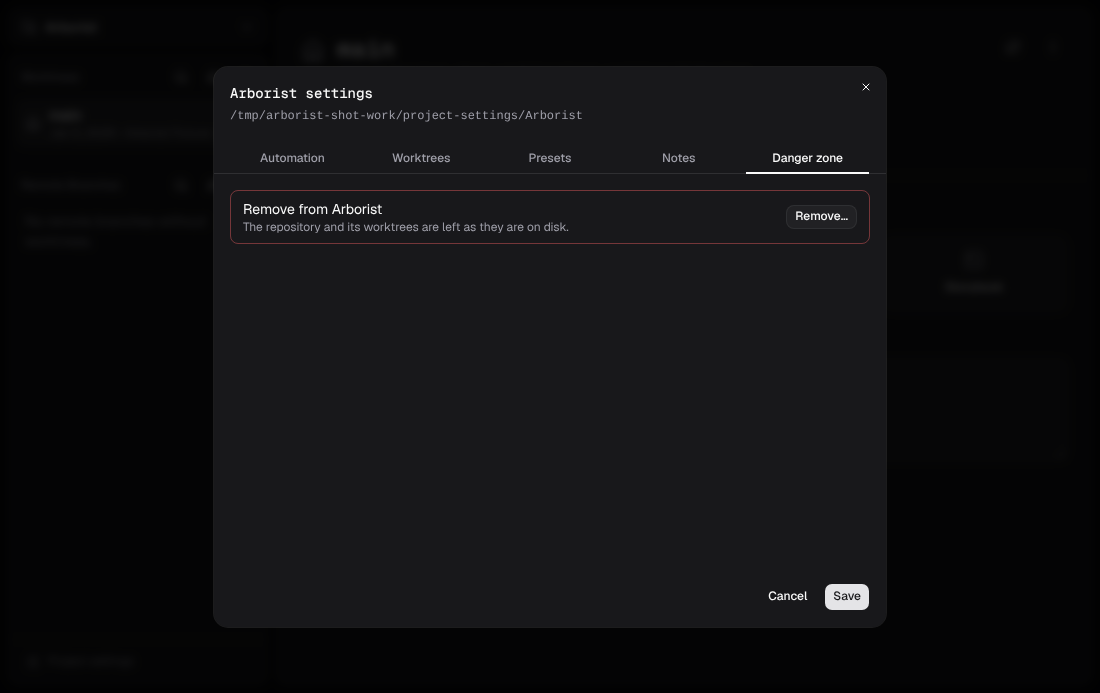 main
Arborist settings
/tmp/arborist-shot-work/project-settings/Arborist
Automation
Worktrees
Presets
Notes
Danger zone
Remove from Arborist
The repository and its worktrees are left as they are on disk.
Remove...
Cancel
Save